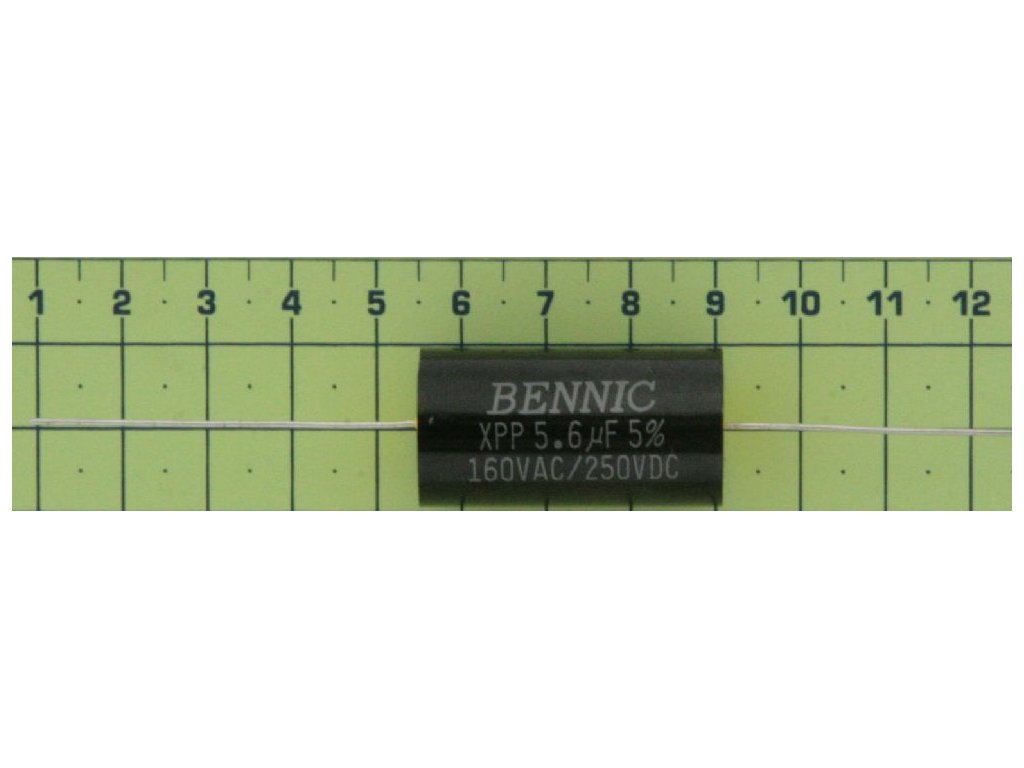 1 2 3 4 5 6 7 8 9 10 11 12
BENNIC
XPP 5.6μF 5%
160VAC/250VDC